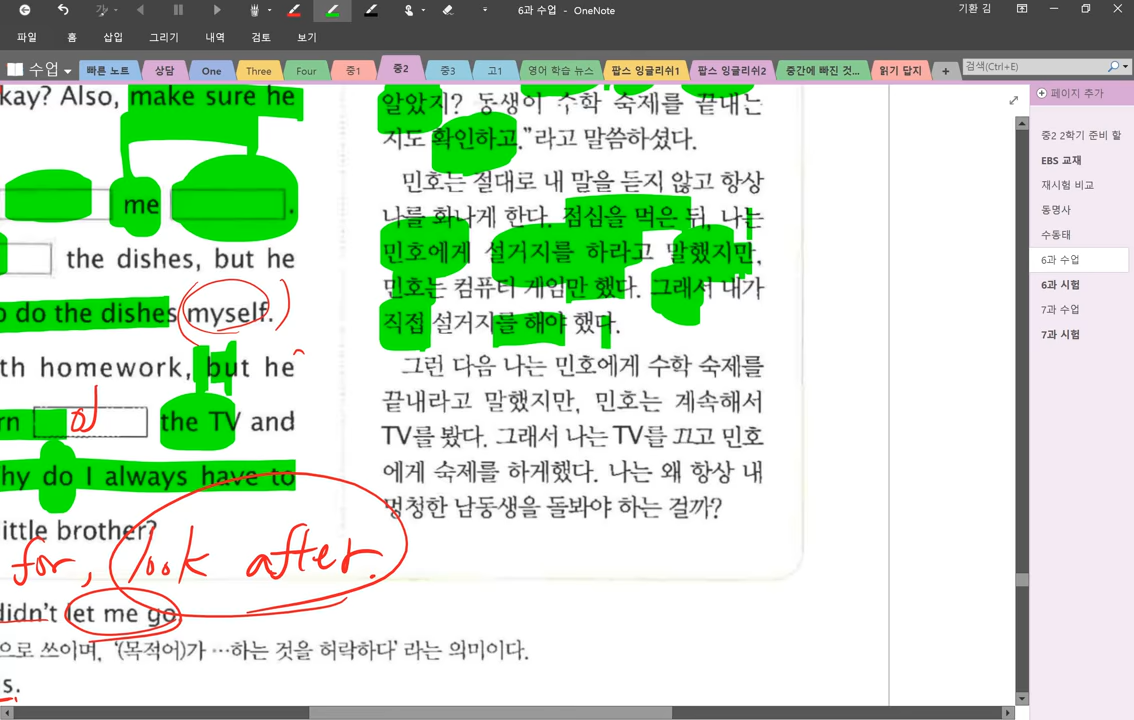 6과 수업 - OneNote
기환 김
파일 홈 삽입 그리기 내역 검토 보기
수업 빠른 노트 상담 One Three Four 중1 중2 중3 고1 영어 학습 뉴스 팝스 잉글리쉬1 팝스 잉글리쉬2 중간에 빠진 것... 읽기 답지 + 검색(Ctrl+E)
페이지 추가
중2 2학기 준비 할
EBS 교재
재시험 비교
동명사
수동태
6과 수업
6과 시험
7과 수업
7과 시험
kay? Also, make sure he
me .
the dishes, but he
o do the dishes myself.
th homework, but he
rn the TV and
hy do I always have to
ittle brother?
for, look after.
didn't let me go
으로 쓰이며, '(목적어)가 …하는 것을 허락하다' 라는 의미이다.
s.
알았지? 동생이 수학 숙제를 끝내는
지도 확인하고."라고 말씀하셨다.
민호는 절대로 내 말을 듣지 않고 항상
나를 화나게 한다. 점심을 먹은 뒤, 나는
민호에게 설거지를 하라고 말했지만,
민호는 컴퓨터 게임만 했다. 그래서 내가
직접 설거지를 해야 했다.
그런 다음 나는 민호에게 수학 숙제를
끝내라고 말했지만, 민호는 계속해서
TV를 봤다. 그래서 나는 TV를 끄고 민호
에게 숙제를 하게했다. 나는 왜 항상 내
멍청한 남동생을 돌봐야 하는 걸까?